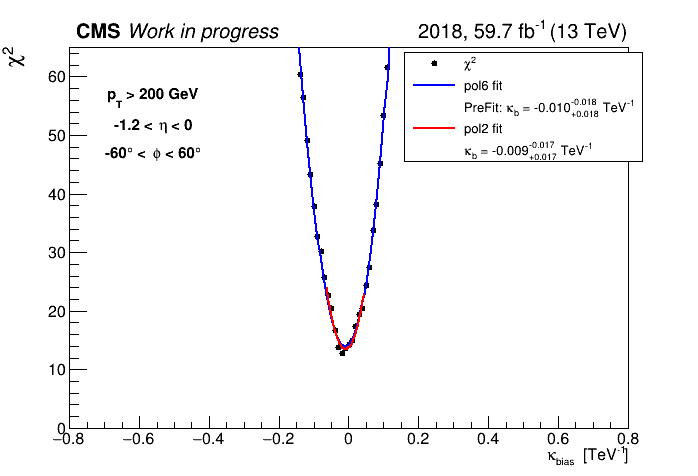 CMS Work in progress
2018, 59.7 fb⁻¹ (13 TeV)
χ²
60
50
40
30
20
10
0
p_T > 200 GeV
-1.2 < η < 0
-60° < ϕ < 60°
χ²
pol6 fit
PreFit: κ_b = -0.010^{-0.018}_{+0.018} TeV⁻¹
pol2 fit
κ_b = -0.009^{-0.017}_{+0.017} TeV⁻¹
−0.8 −0.6 −0.4 −0.2 0 0.2 0.4 0.6 0.8
κ_bias [TeV⁻¹]